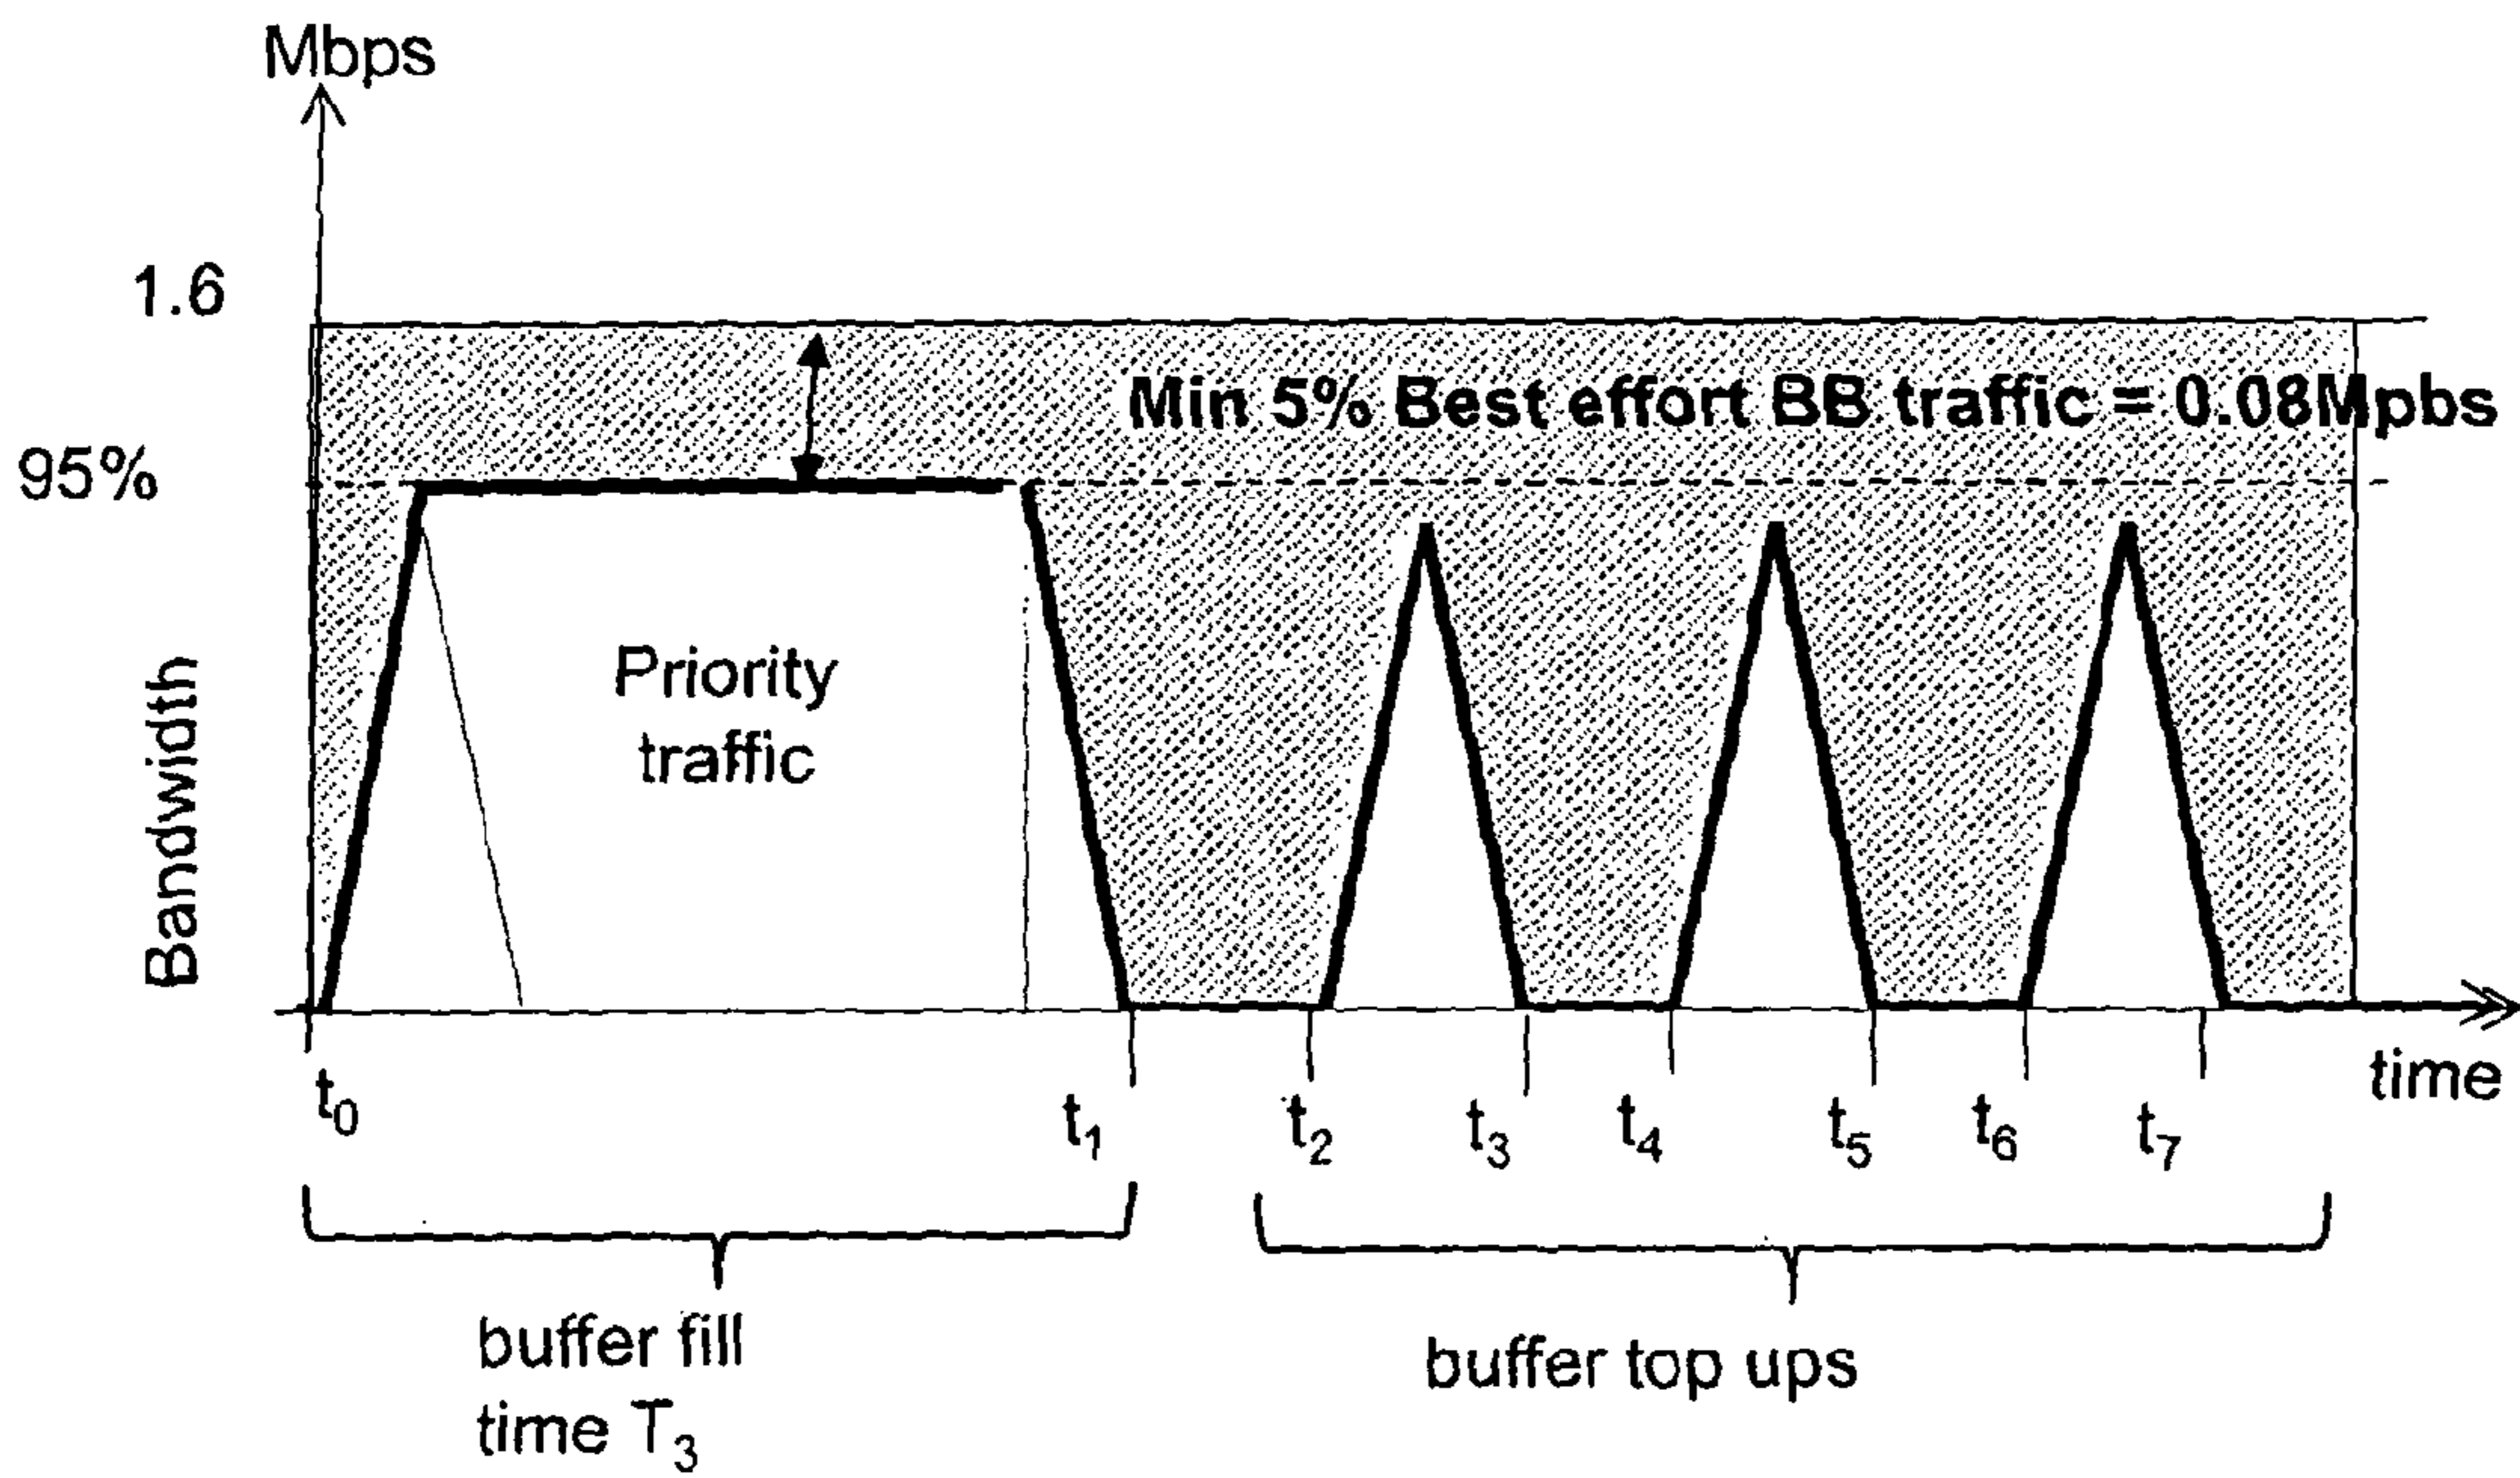 Mbps
1.6
Min 5% Best effort BB traffic = 0.08Mpbs
95%
Priority
traffic
Bandwidth
time
t0
t1
t2
t3
t4
t5
t6
t7
buffer fill
time T3
buffer top ups